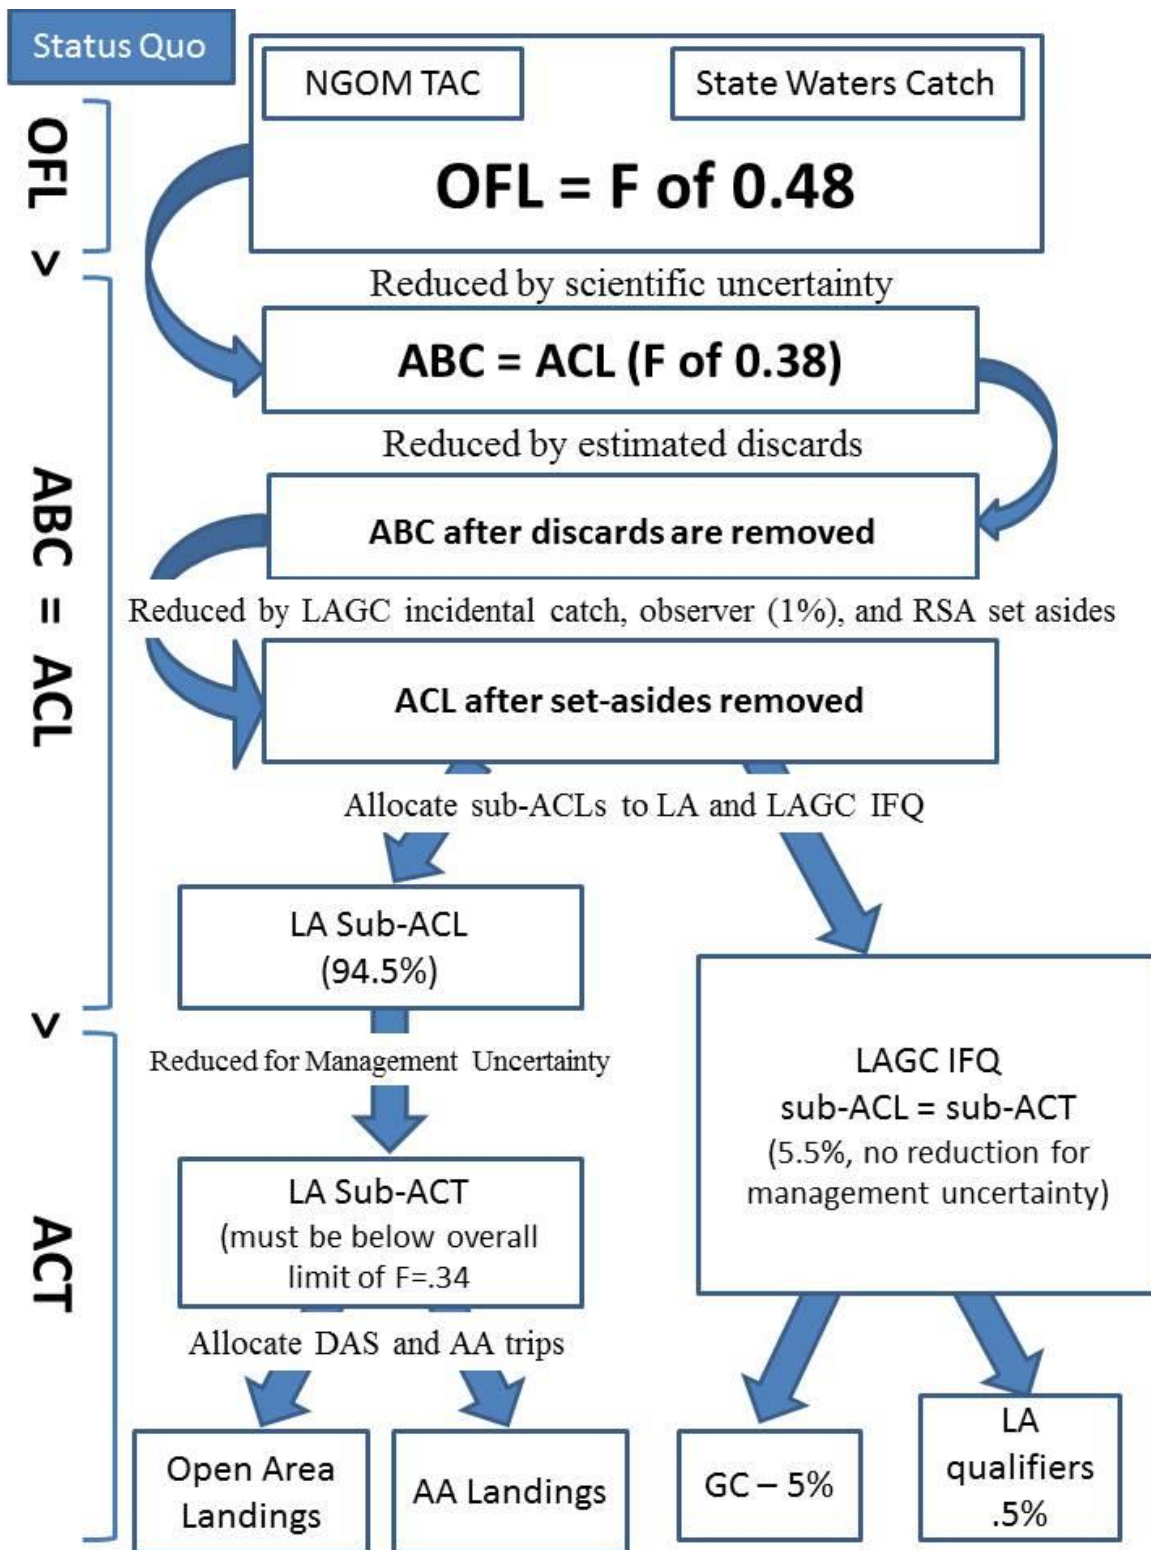 Status Quo
NGOM TAC
State Waters Catch
OFL = F of 0.48
Reduced by scientific uncertainty
ABC = ACL (F of 0.38)
Reduced by estimated discards
ABC after discards are removed
Reduced by LAGC incidental catch, observer (1%), and RSA set asides
ACL after set-asides removed
Allocate sub-ACLs to LA and LAGC IFQ
LA Sub-ACL
(94.5%)
Reduced for Management Uncertainty
LA Sub-ACT
(must be below overall
limit of F=.34
Allocate DAS and AA trips
Open Area
Landings
AA Landings
LAGC IFQ
sub-ACL = sub-ACT
(5.5%, no reduction for
management uncertainty)
GC – 5%
LA
qualifiers
.5%
OFL
>
ABC = ACL
>
ACT